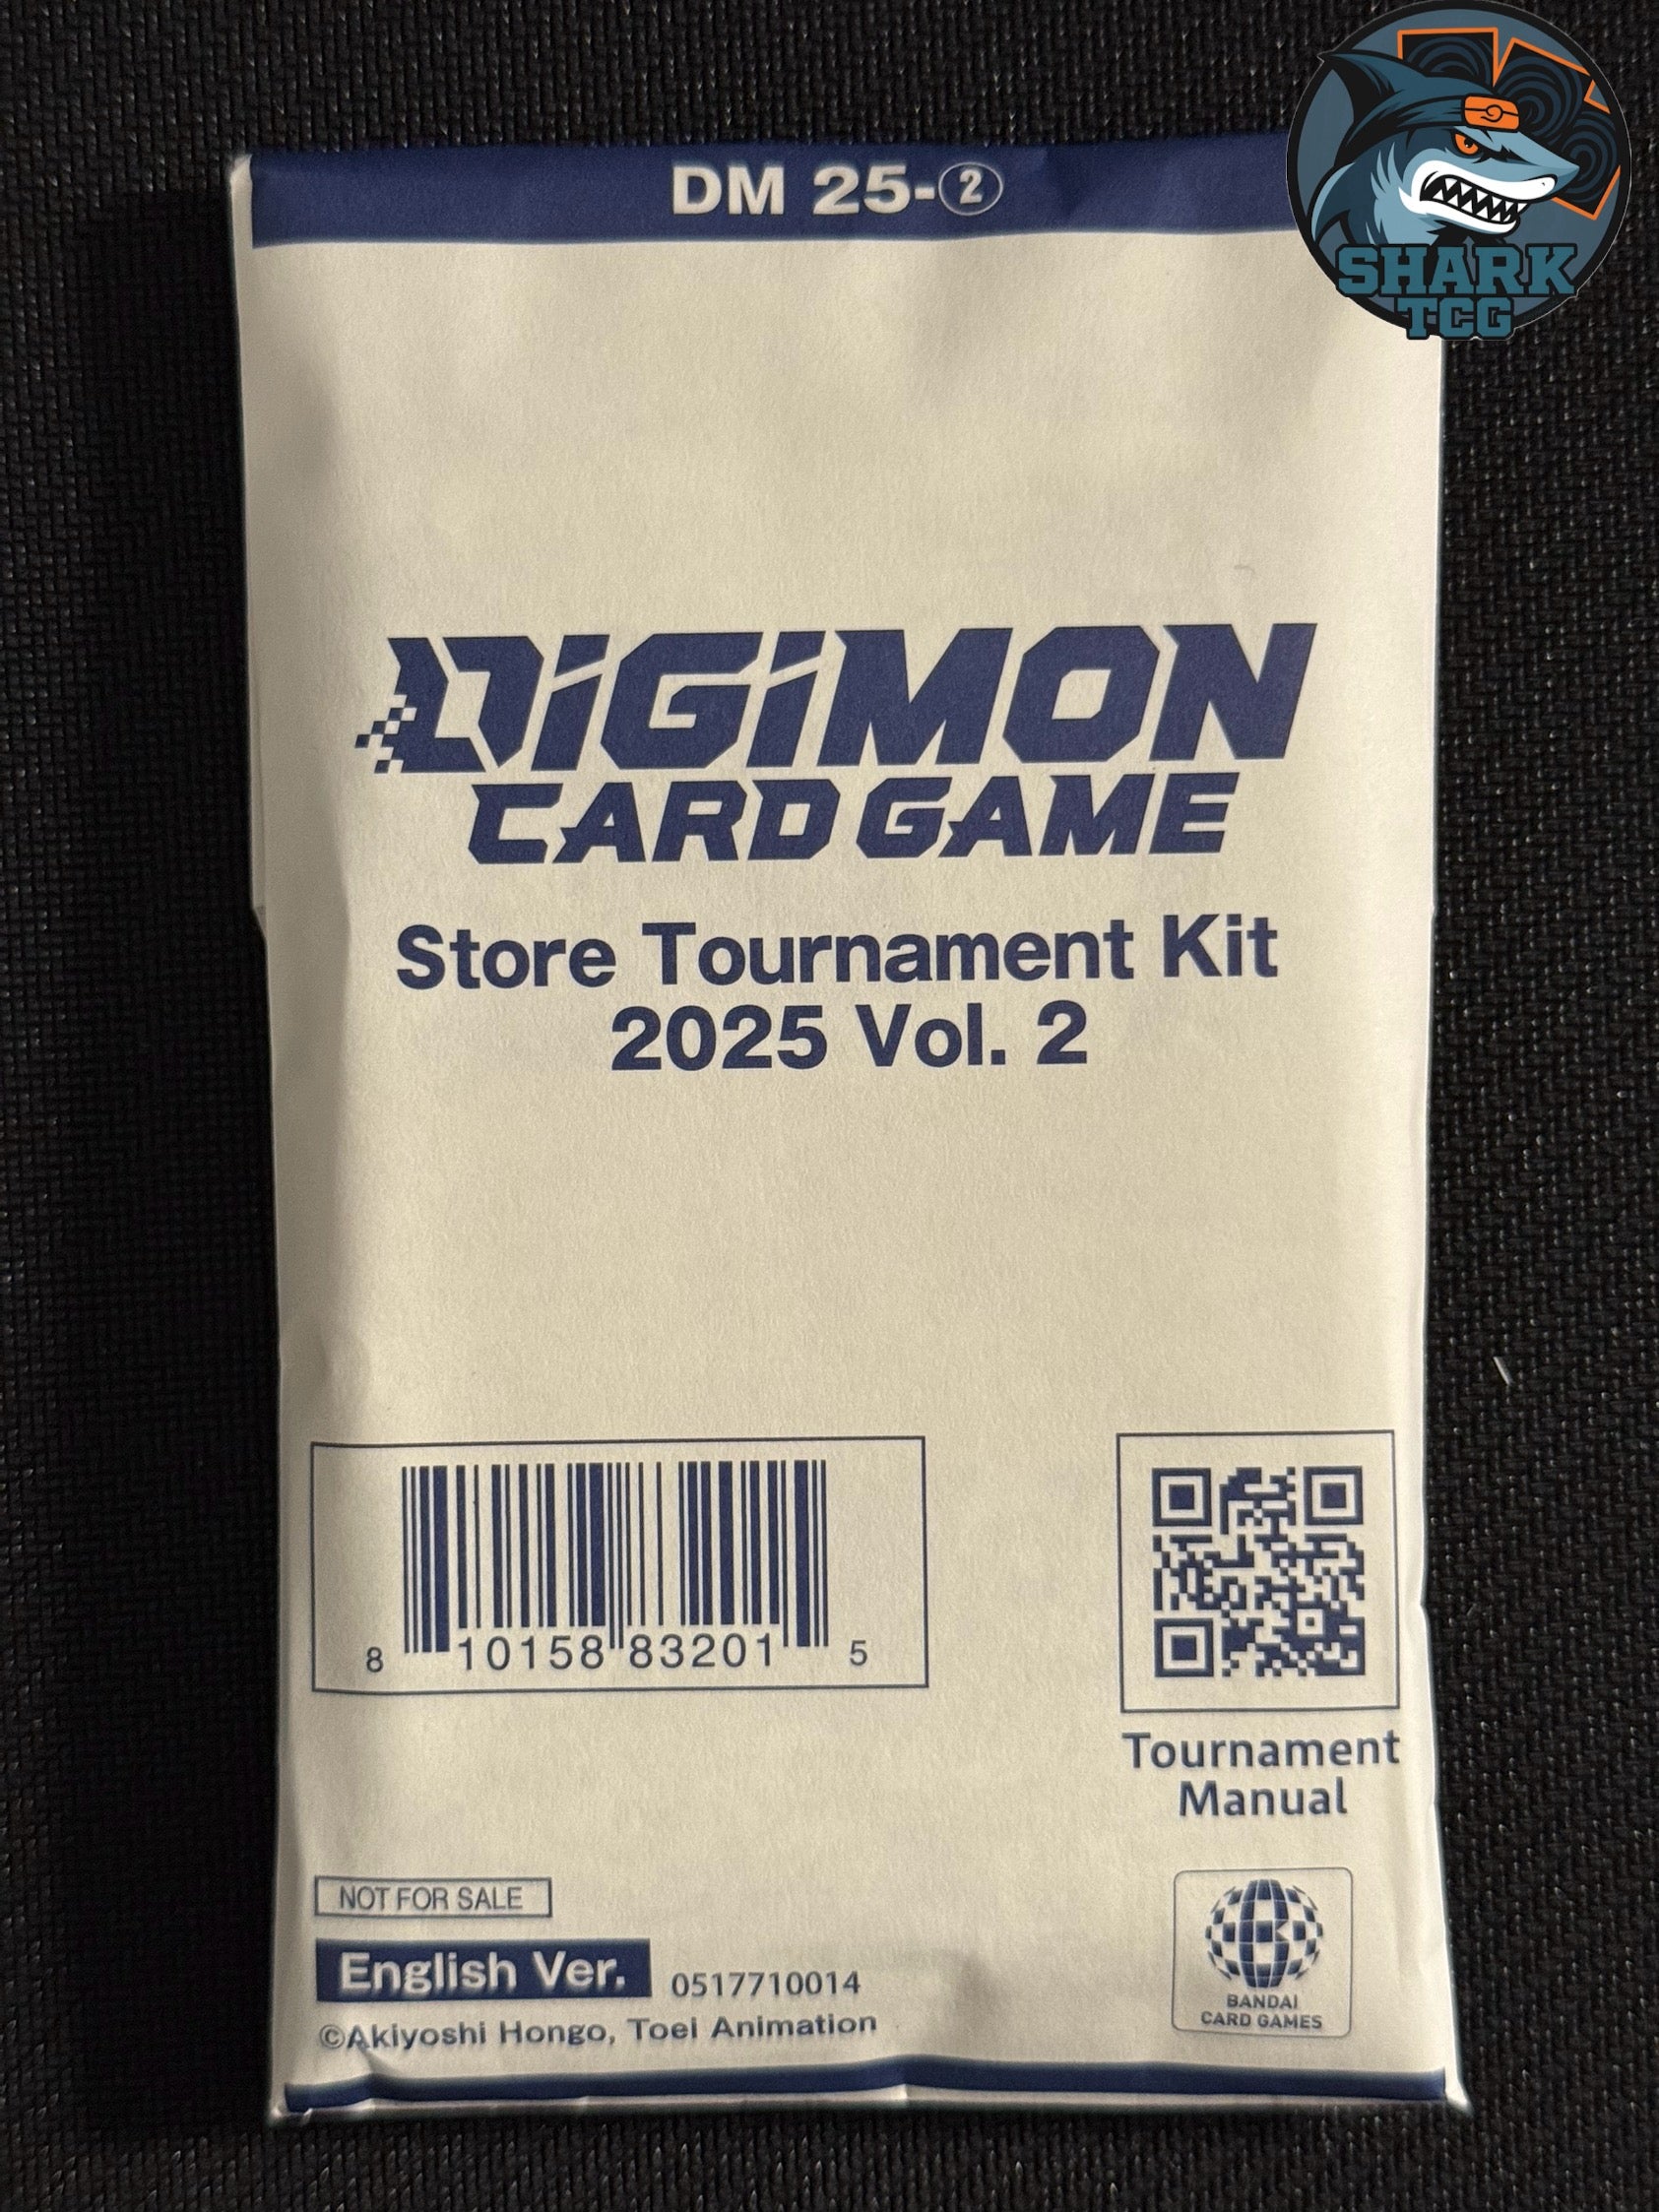 DM 25-②
SHARK
TCG
DIGIMON
CARD GAME
Store Tournament Kit
2025 Vol. 2
8 10158 83201 5
Tournament
Manual
NOT FOR SALE
English Ver. 0517710014
©Akiyoshi Hongo, Toei Animation
BANDAI
CARD GAMES